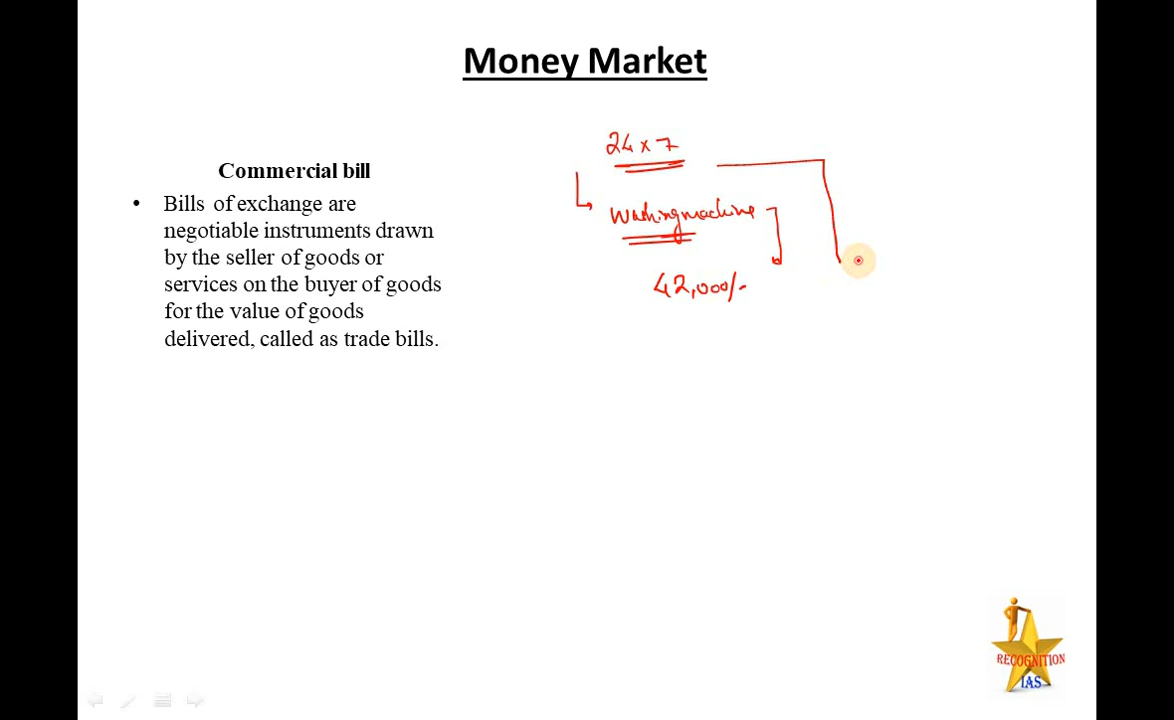 Money Market
Commercial bill
• Bills of exchange are
negotiable instruments drawn
by the seller of goods or
services on the buyer of goods
for the value of goods
delivered, called as trade bills.
24 x 7
Washingmachine
42,000/-
RECOGNITION
IAS